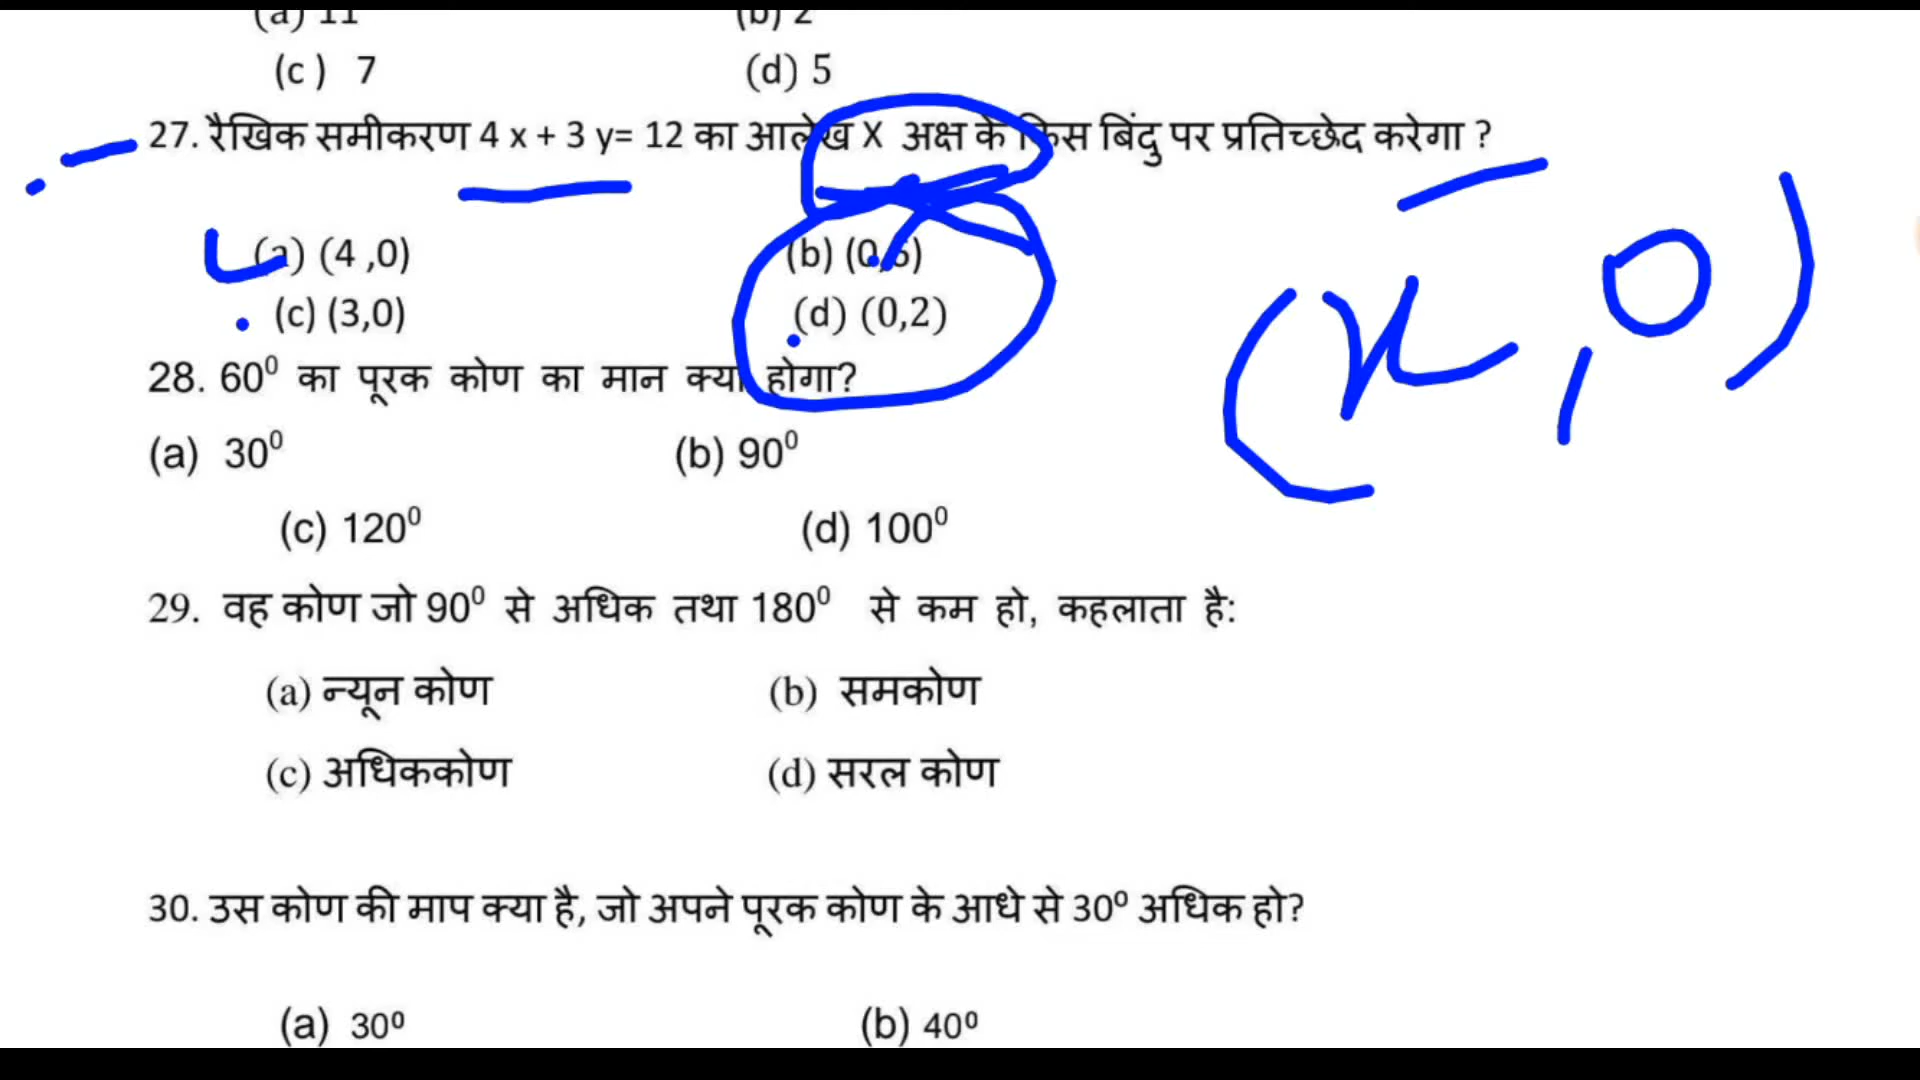 (a) 11 (b) 2
(c) 7 (d) 5
27. रैखिक समीकरण 4 x + 3 y= 12 का आलेख X अक्ष के किस बिंदु पर प्रतिच्छेद करेगा ?
(a) (4 ,0) (b) (0,6)
(c) (3,0) (d) (0,2)
(x, 0)
28. 60⁰ का पूरक कोण का मान क्या होगा?
(a) 30⁰ (b) 90⁰
(c) 120⁰ (d) 100⁰
29. वह कोण जो 90⁰ से अधिक तथा 180⁰ से कम हो, कहलाता है:
(a) न्यून कोण (b) समकोण
(c) अधिककोण (d) सरल कोण
30. उस कोण की माप क्या है, जो अपने पूरक कोण के आधे से 30⁰ अधिक हो?
(a) 30⁰ (b) 40⁰